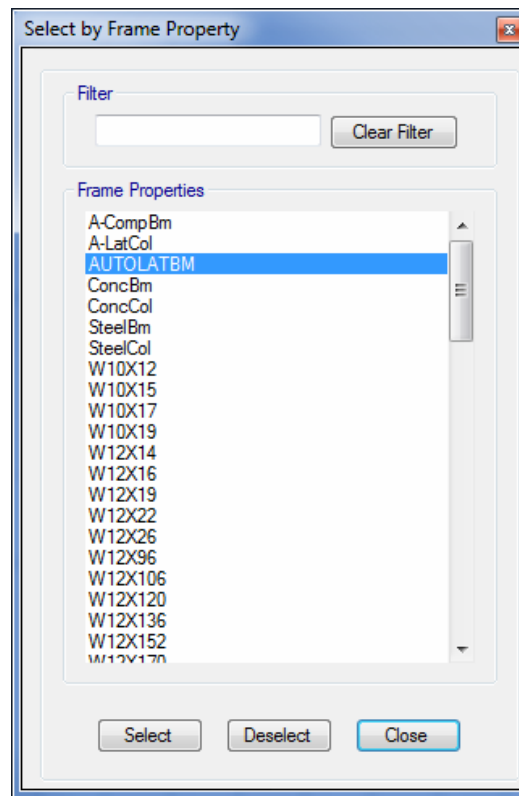 Select by Frame Property
Filter
Clear Filter
Frame Properties
A-CompBm
A-LatCol
AUTOLATBM
ConcBm
ConcCol
SteelBm
SteelCol
W10X12
W10X15
W10X17
W10X19
W12X14
W12X16
W12X19
W12X22
W12X26
W12X96
W12X106
W12X120
W12X136
W12X152
W12X170
Select
Deselect
Close